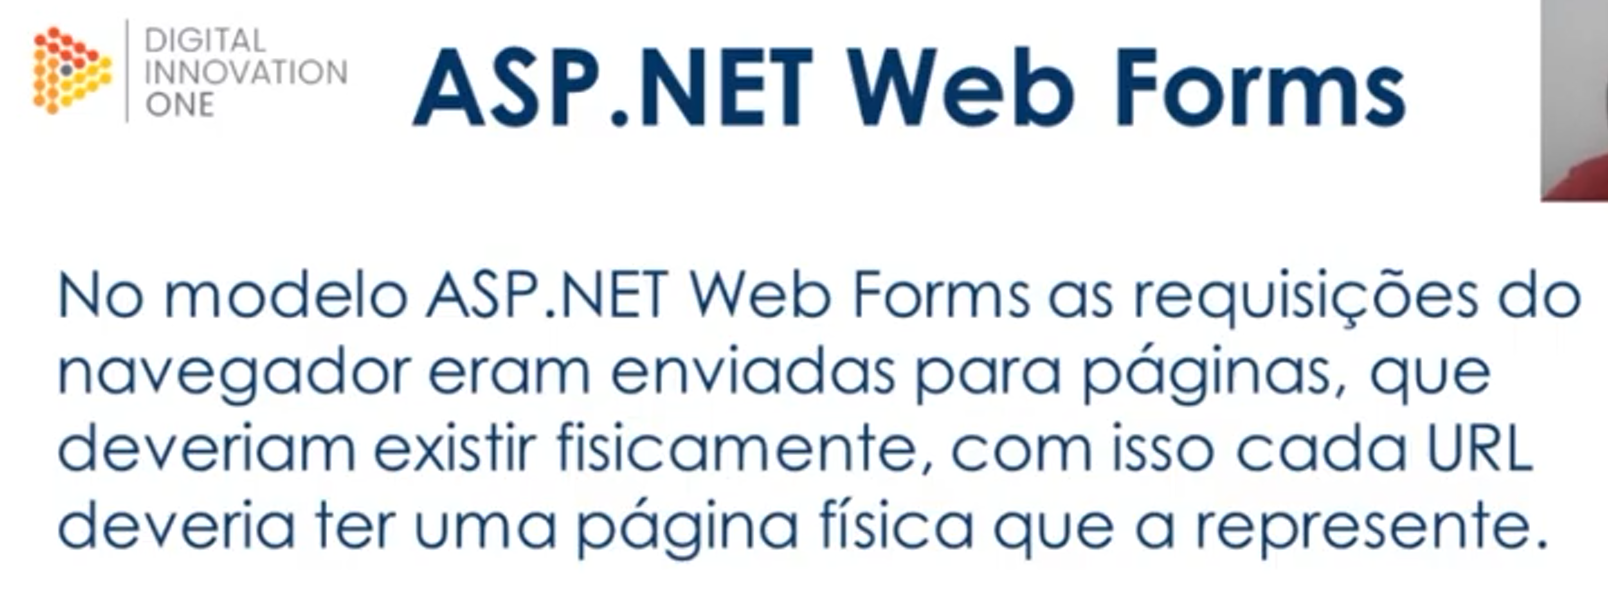 DIGITAL
INNOVATION
ONE
ASP.NET Web Forms
No modelo ASP.NET Web Forms as requisições do
navegador eram enviadas para páginas, que
deveriam existir fisicamente, com isso cada URL
deveria ter uma página física que a represente.